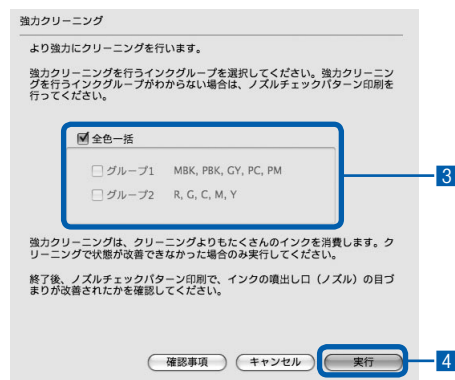 強力クリーニング
より強力にクリーニングを行います。
強力クリーニングを行うインクグループを選択してください。強力クリーニン
グを行うインクグループがわからない場合は、ノズルチェックパターン印刷を
行ってください。
全色一括
グループ1 MBK, PBK, GY, PC, PM
グループ2 R, G, C, M, Y
3
強力クリーニングは、クリーニングよりもたくさんのインクを消費します。ク
リーニングで状態が改善できなかった場合のみ実行してください。
終了後、ノズルチェックパターン印刷で、インクの噴出し口（ノズル）の目づ
まりが改善されたかを確認してください。
確認事項 キャンセル 実行 4